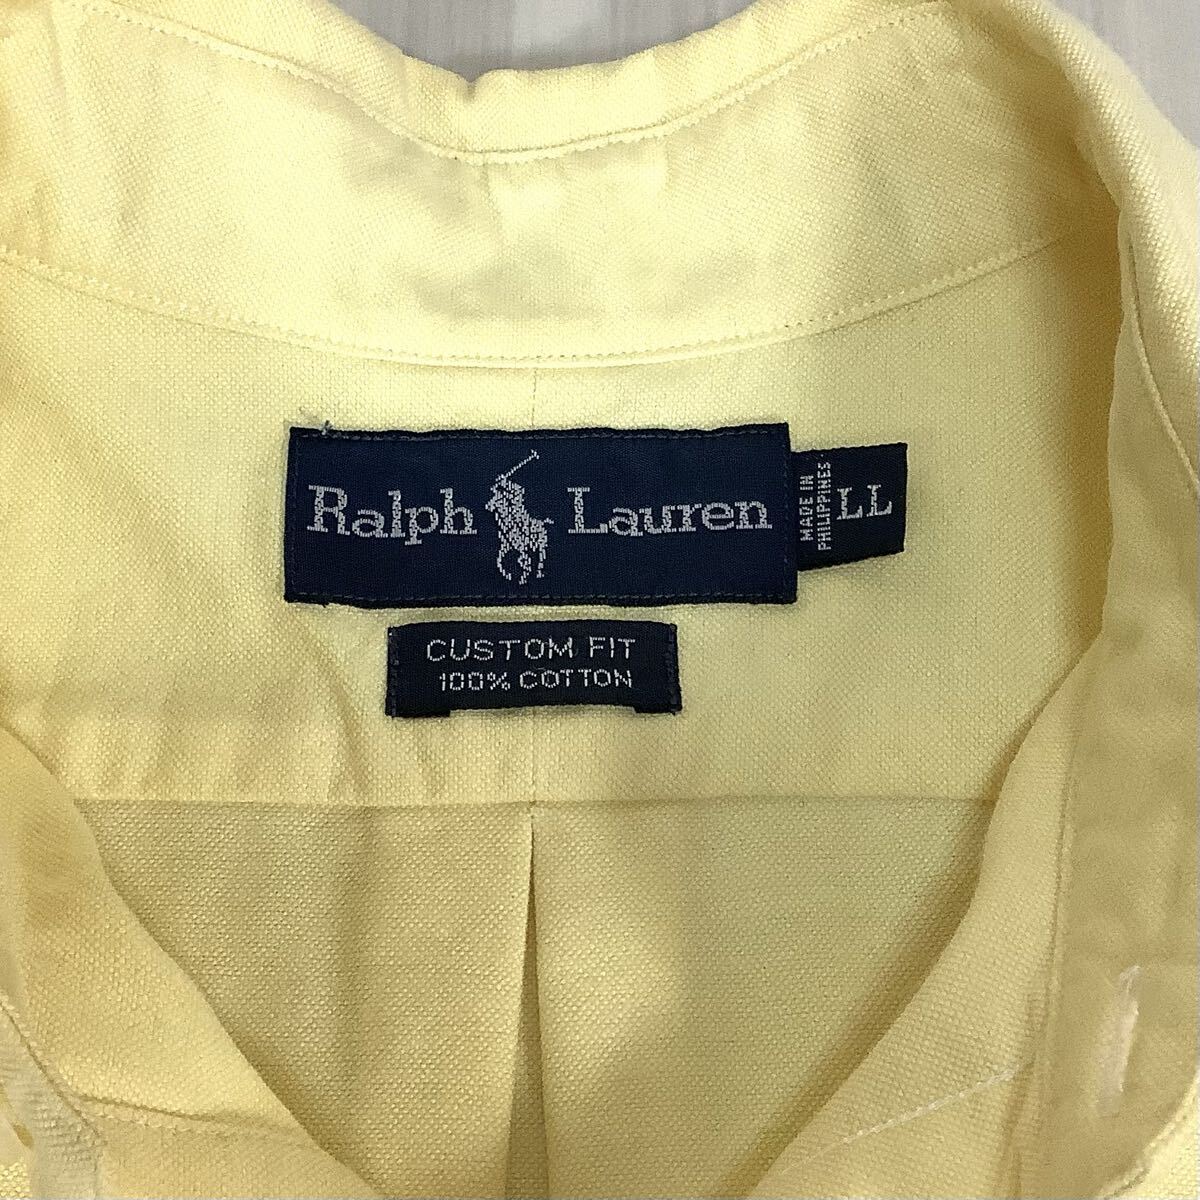 Ralph Lauren
MADE IN
PHILIPPINES
LL
CUSTOM FIT
100% COTTON